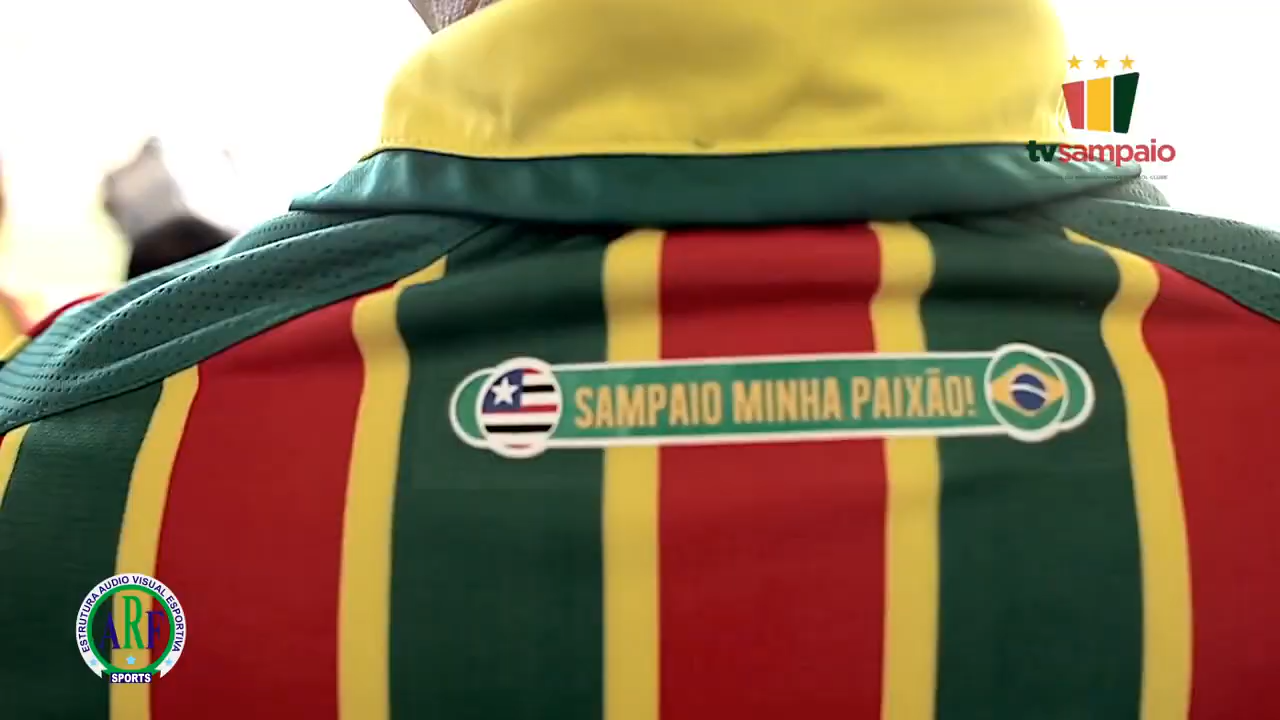 tvsampaio
SAMPAIO MINHA PAIXÃO!
ESTRUTURA AUDIO VISUAL ESPORTIVA
ARF
SPORTS